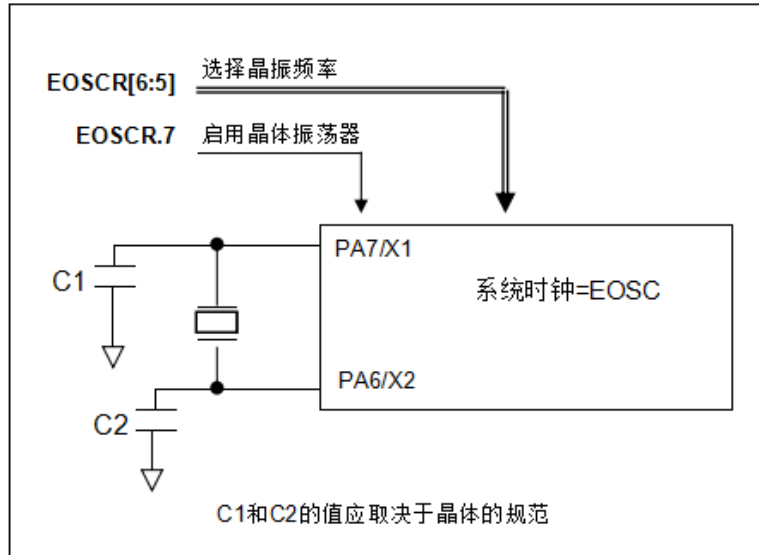 EOSCR[6:5] 选择晶振频率
EOSCR.7 启用晶体振荡器
PA7/X1
C1
系统时钟=EOSC
PA6/X2
C2
C1和C2的值应取决于晶体的规范